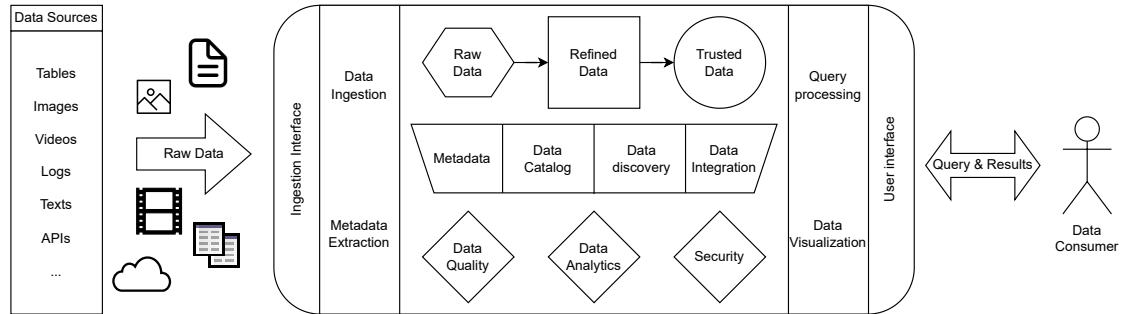 Data Sources
Tables
Images
Videos
Logs
Texts
APIs
...
Raw Data
Ingestion Interface
Data
Ingestion
Metadata
Extraction
Raw
Data
Refined
Data
Trusted
Data
Metadata
Data
Catalog
Data
discovery
Data
Integration
Data
Quality
Data
Analytics
Security
Query
processing
Data
Visualization
User interface
Query & Results
Data
Consumer